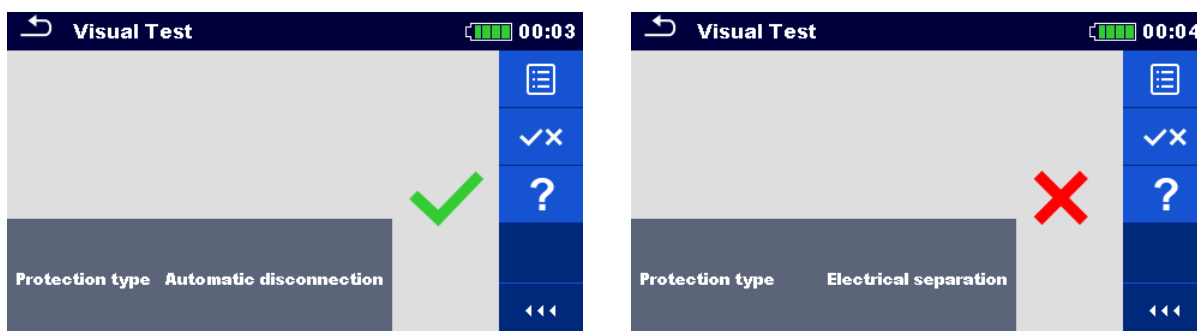 Visual Test 00:03
?
Protection type Automatic disconnection
Visual Test 00:04
?
Protection type Electrical separation